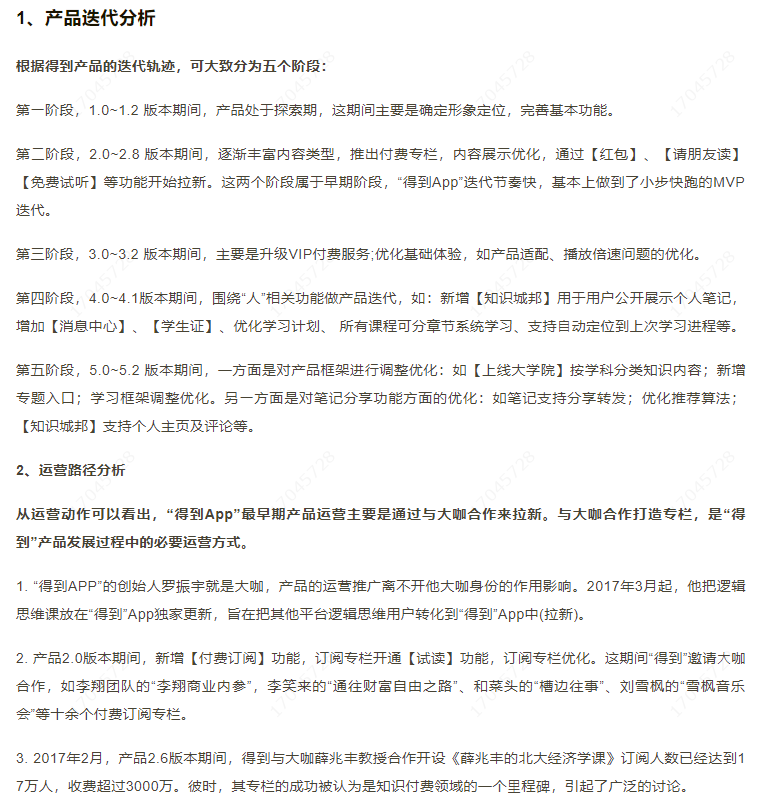 1、产品迭代分析
根据得到产品的迭代轨迹，可大致分为五个阶段：
第一阶段，1.0~1.2 版本期间，产品处于探索期，这期间主要是确定形象定位，完善基本功能。
第二阶段，2.0~2.8 版本期间，逐渐丰富内容类型，推出付费专栏，内容展示优化，通过【红包】、【请朋友读】
【免费试听】等功能开始拉新。这两个阶段属于早期阶段，“得到App”迭代节奏快，基本上做到了小步快跑的MVP
迭代。
第三阶段，3.0~3.2 版本期间，主要是升级VIP付费服务;优化基础体验，如产品适配、播放倍速问题的优化。
第四阶段，4.0~4.1版本期间，围绕“人”相关功能做产品迭代，如：新增【知识城邦】用于用户公开展示个人笔记，
增加【消息中心】、【学生证】、优化学习计划、 所有课程可分章节系统学习、支持自动定位到上次学习进程等。
第五阶段，5.0~5.2 版本期间，一方面是对产品框架进行调整优化：如【上线大学院】按学科分类知识内容；新增
专题入口；学习框架调整优化。另一方面是对笔记分享功能方面的优化：如笔记支持分享转发；优化推荐算法；
【知识城邦】支持个人主页及评论等。
2、运营路径分析
从运营动作可以看出，“得到App”最早期产品运营主要是通过与大咖合作来拉新。与大咖合作打造专栏，是“得
到”产品发展过程中的必要运营方式。
1. “得到APP”的创始人罗振宇就是大咖，产品的运营推广离不开他大咖身份的作用影响。2017年3月起，他把逻辑
思维课放在“得到”App独家更新，旨在把其他平台逻辑思维用户转化到“得到”App中(拉新)。
2. 产品2.0版本期间，新增【付费订阅】功能，订阅专栏开通【试读】功能，订阅专栏优化。这期间“得到”邀请大咖
合作，如李翔团队的“李翔商业内参”，李笑来的“通往财富自由之路”、和菜头的“槽边往事”、刘雪枫的“雪枫音乐
会”等十余个付费订阅专栏。
3. 2017年2月，产品2.6版本期间，得到与大咖薛兆丰教授合作开设《薛兆丰的北大经济学课》订阅人数已经达到1
7万人，收费超过3000万。彼时，其专栏的成功被认为是知识付费领域的一个里程碑，引起了广泛的讨论。
17045728
17045728
17045728
17045728
17045728
17045728
17045728
17045728
17045728
17045728
17045728
17045728